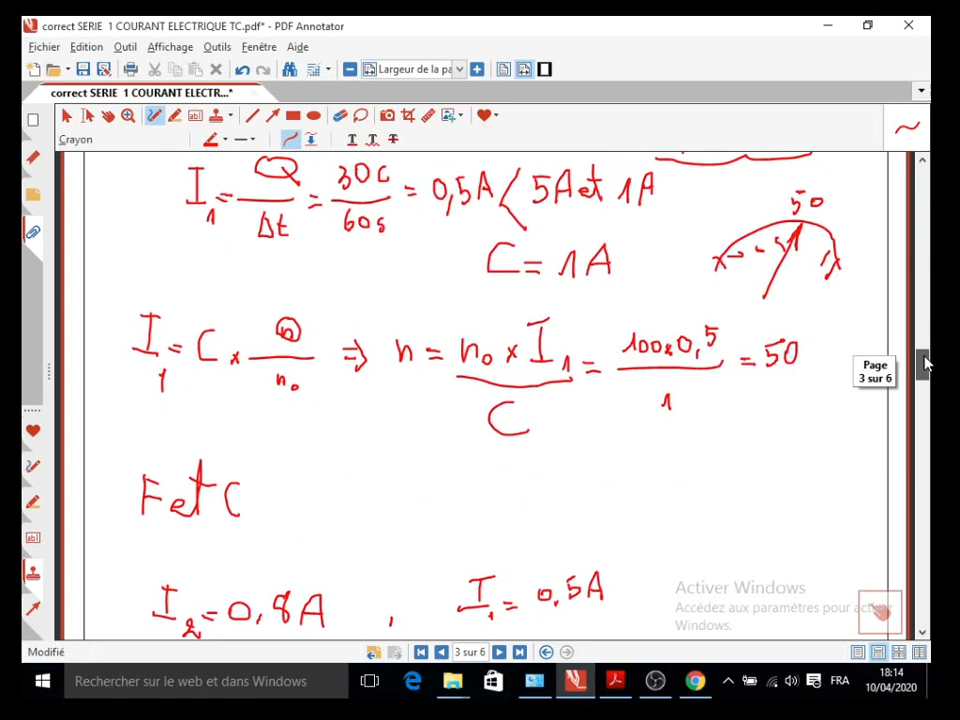 correct SERIE 1 COURANT ELECTRIQUE TC.pdf* - PDF Annotator
Fichier Edition Outil Affichage Outils Fenêtre Aide
Largeur de la pa
correct SERIE 1 COURANT ELECTR...*
Crayon
I₁ = Q/Δt = 30C/60s = 0,5A < 5A et 1A
50
C = 1A
I₁ = C × n/n₀ ⇒ n = n₀ × I₁/C = 100×0,5/1 = 50
Page
3 sur 6
F et C
I₂ = 0,8A , I₁ = 0,5A
Activer Windows
Accédez aux paramètres pour activer
Windows.
Modifié
3 sur 6
Rechercher sur le web et dans Windows
FRA
18:14
10/04/2020